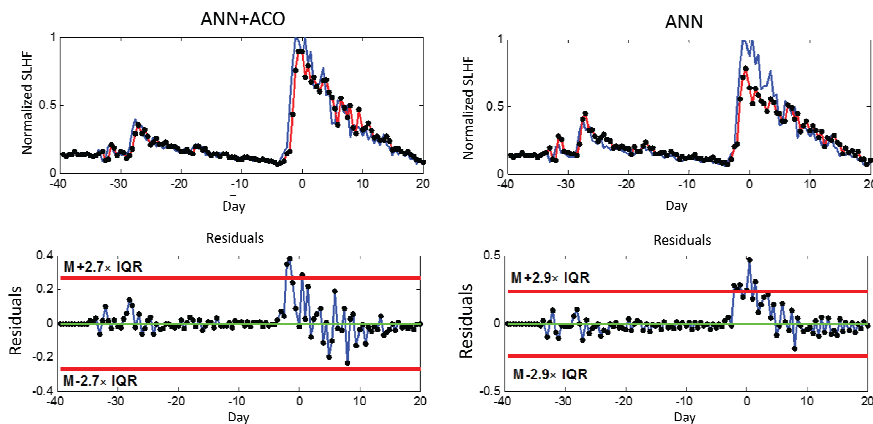 ANN+ACO
Normalized SLHF
1
0.5
0
-40 -30 -20 -10 0 10 20
Day
ANN
Normalized SLHF
1
0.5
0
-40 -30 -20 -10 0 10 20
Day
Residuals
Residuals
0.4
0.2
0
-0.2
-0.4
M+2.7× IQR
M-2.7× IQR
-40 -30 -20 -10 0 10 20
Day
Residuals
Residuals
0.5
0
-0.5
M+2.9× IQR
M-2.9× IQR
-40 -30 -20 -10 0 10 20
Day